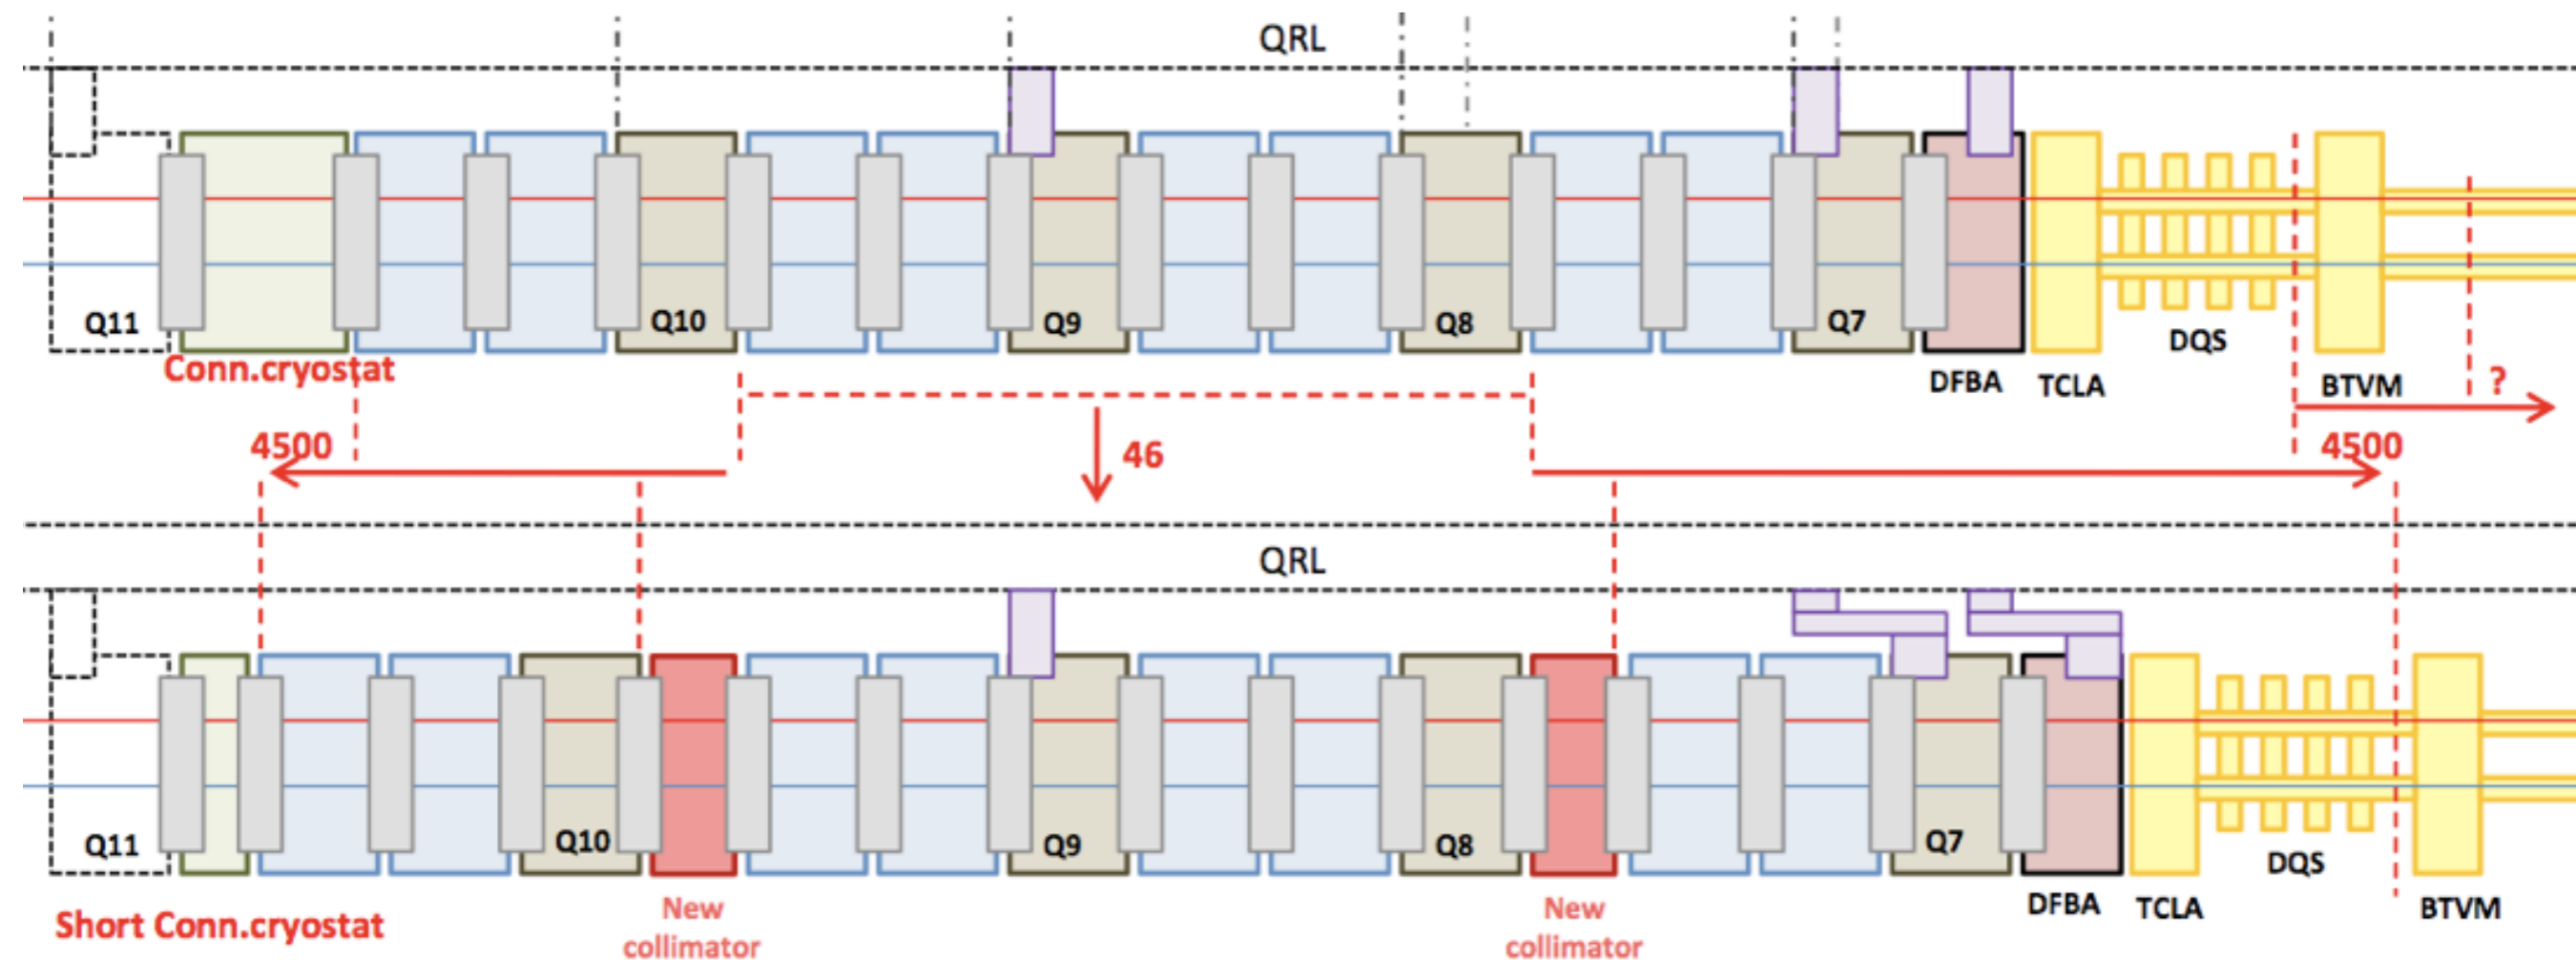 QRL
Q11
Q10
Q9
Q8
Q7
DQS
Conn.cryostat
DFBA
TCLA
BTVM
?
4500
46
4500
QRL
Q11
Q10
Q9
Q8
Q7
DQS
Short Conn.cryostat
New
collimator
New
collimator
DFBA
TCLA
BTVM